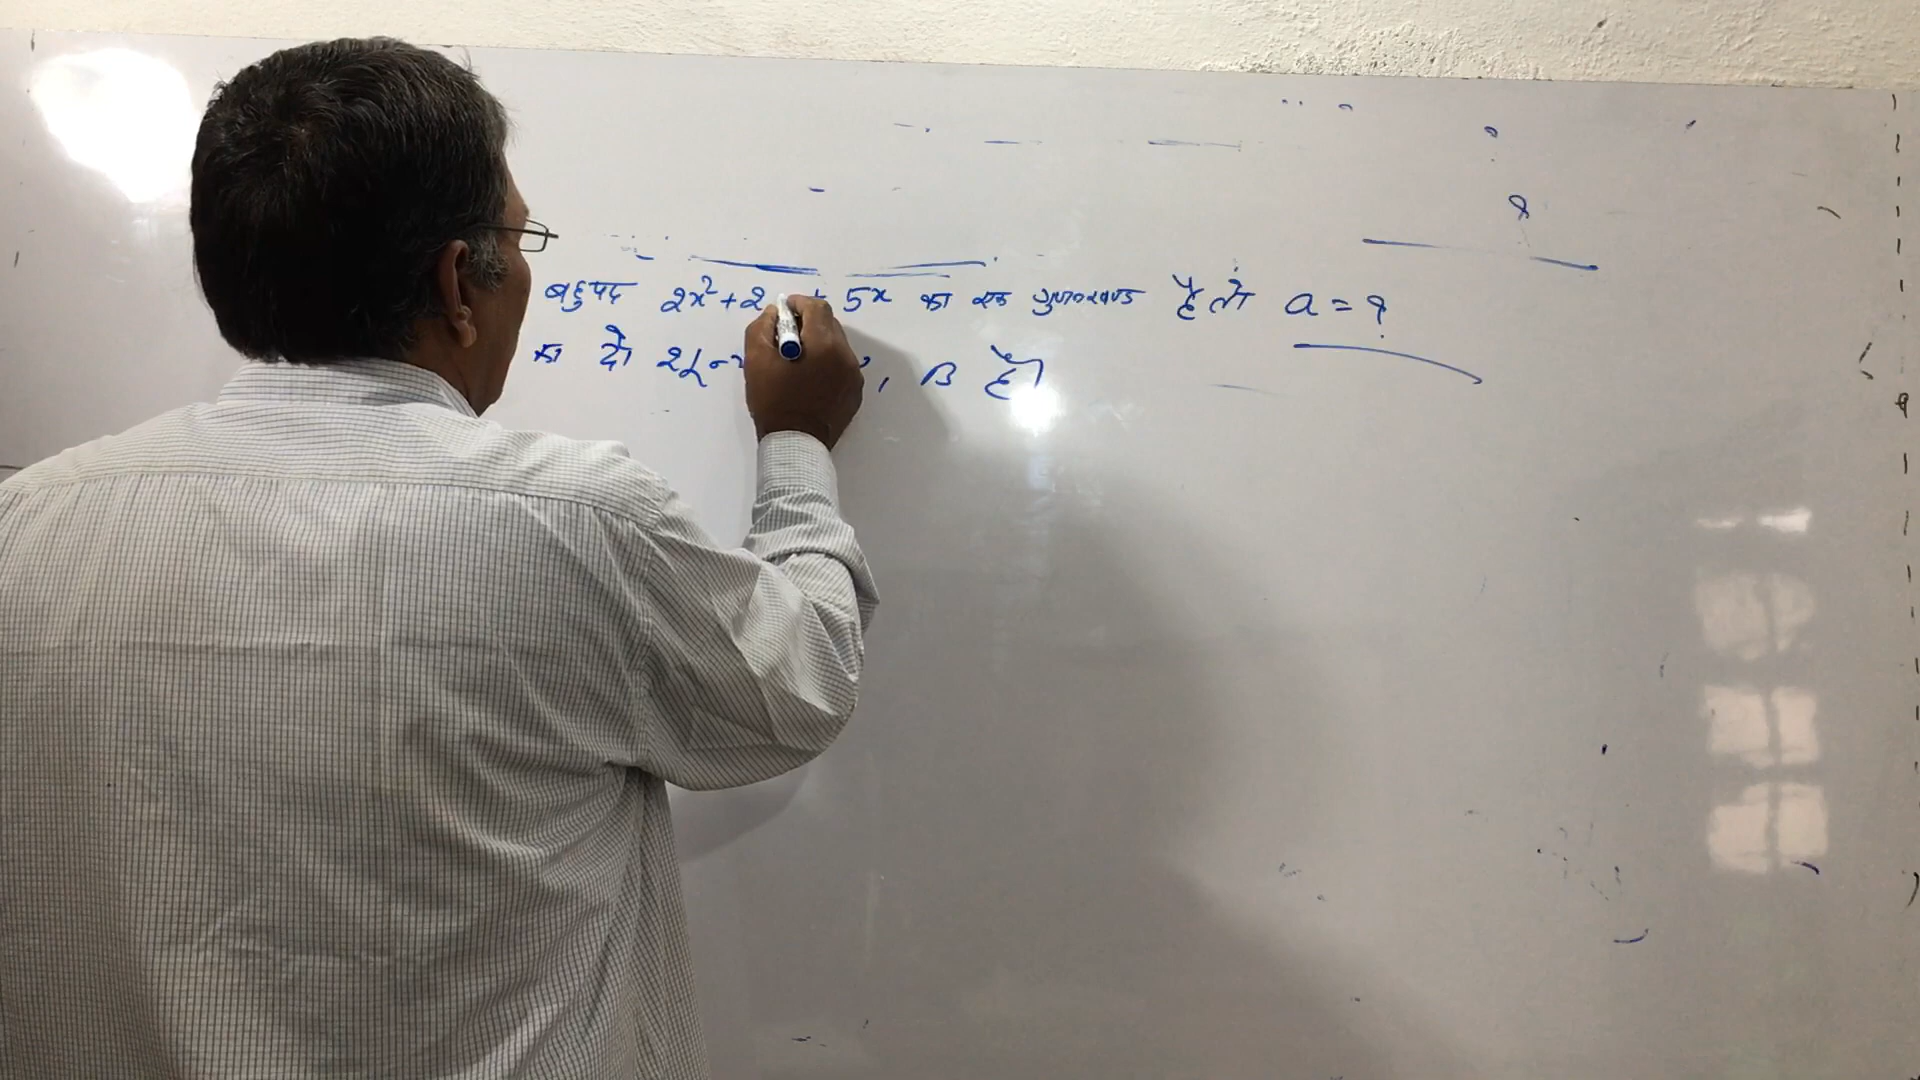 बहुपद 2x²+2 + 5x का एक गुणनखण्ड है तो a = ?
का दो शून्य , β हो